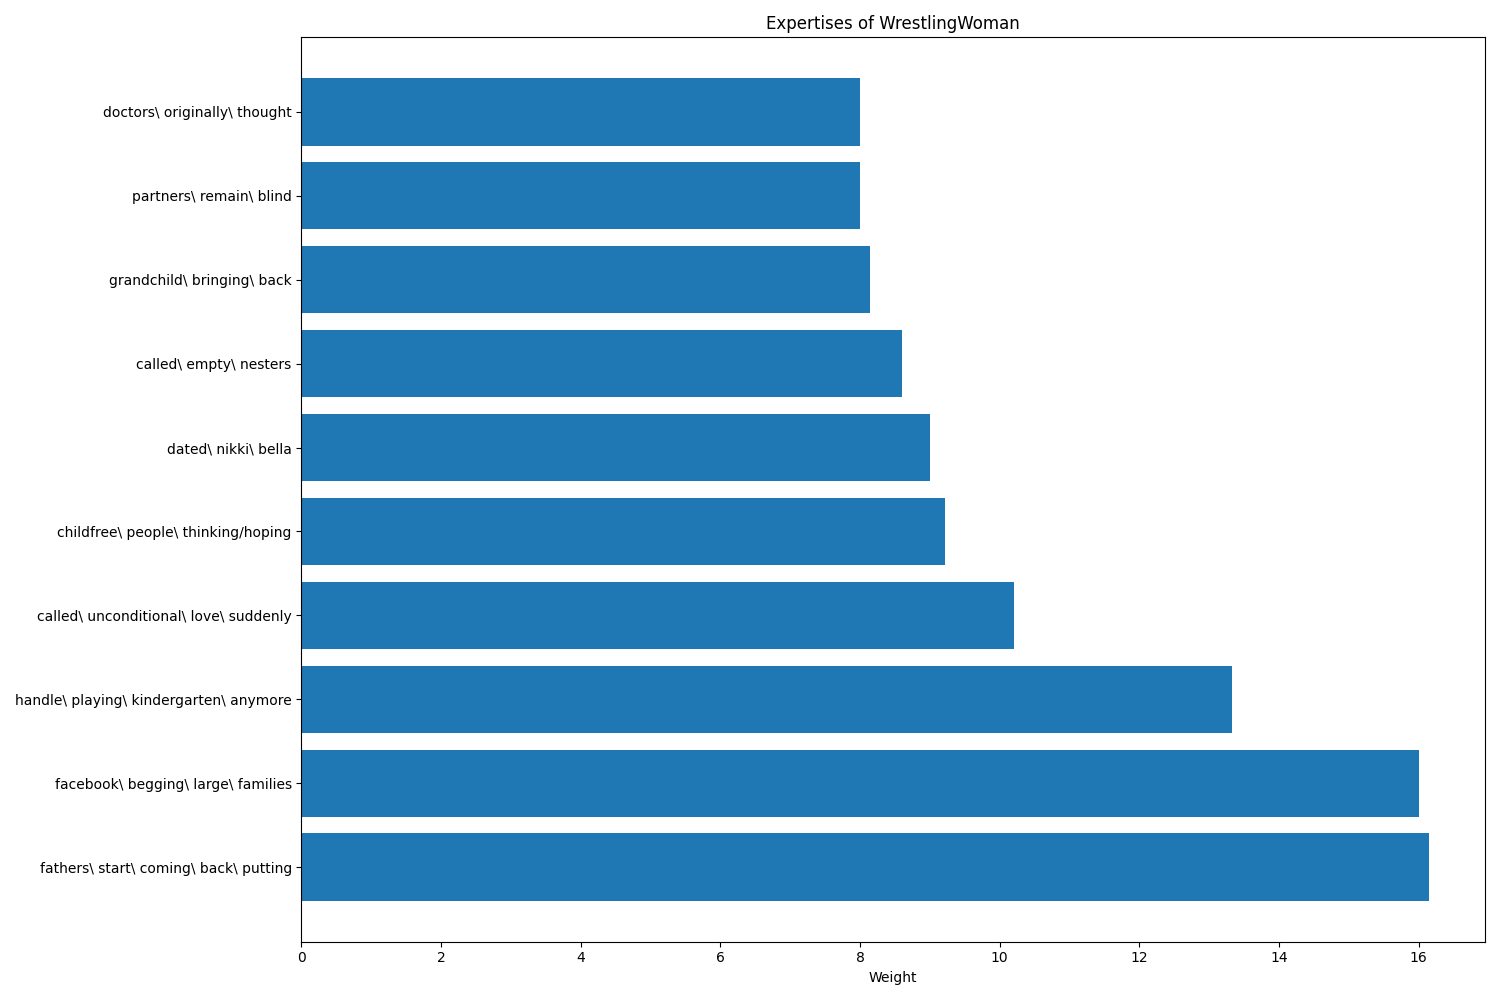 Expertises of WrestlingWoman
doctors\ originally\ thought
partners\ remain\ blind
grandchild\ bringing\ back
called\ empty\ nesters
dated\ nikki\ bella
childfree\ people\ thinking/hoping
called\ unconditional\ love\ suddenly
handle\ playing\ kindergarten\ anymore
facebook\ begging\ large\ families
fathers\ start\ coming\ back\ putting
0 2 4 6 8 10 12 14 16
Weight